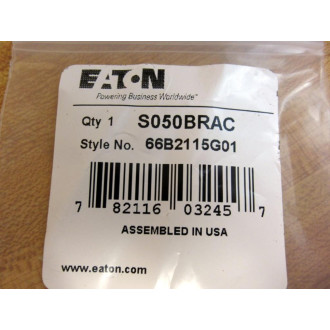 EATON
Powering Business Worldwide
Qty 1 S050BRAC
Style No. 66B2115G01
7 82116 03245 7
ASSEMBLED IN USA
www.eaton.com